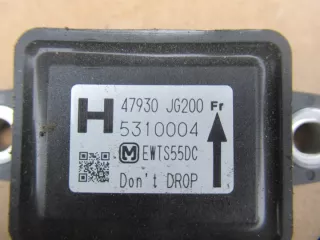 H 47930 JG200 Fr
5310004
M EWTS55DC
Don't DROP